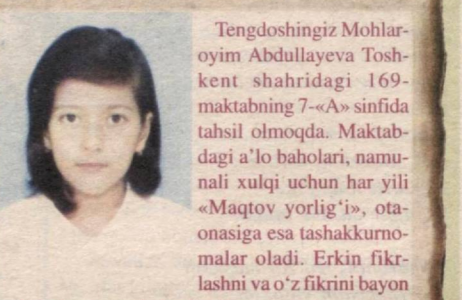 Tengdoshingiz Mohlar-
oyim Abdullayeva Tosh-
kent shahridagi 169-
maktabning 7-«A» sinfida
tahsil olmoqda. Maktab-
dagi a’lo baholari, namu-
nali xulqi uchun har yili
«Maqtov yorlig‘i», ota-
onasiga esa tashakkurno-
malar oladi. Erkin fikr-
lashni va o‘z fikrini bayon